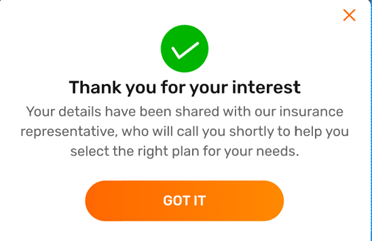 Thank you for your interest
Your details have been shared with our insurance
representative, who will call you shortly to help you
select the right plan for your needs.
GOT IT